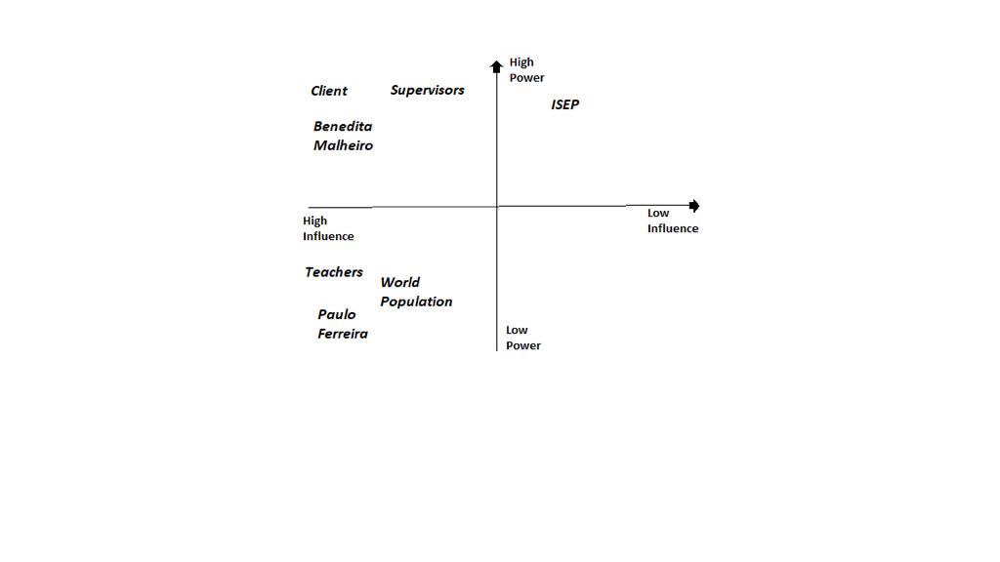 High
Power
Client
Supervisors
ISEP
Benedita
Malheiro
High
Influence
Low
Influence
Teachers
World
Population
Paulo
Ferreira
Low
Power